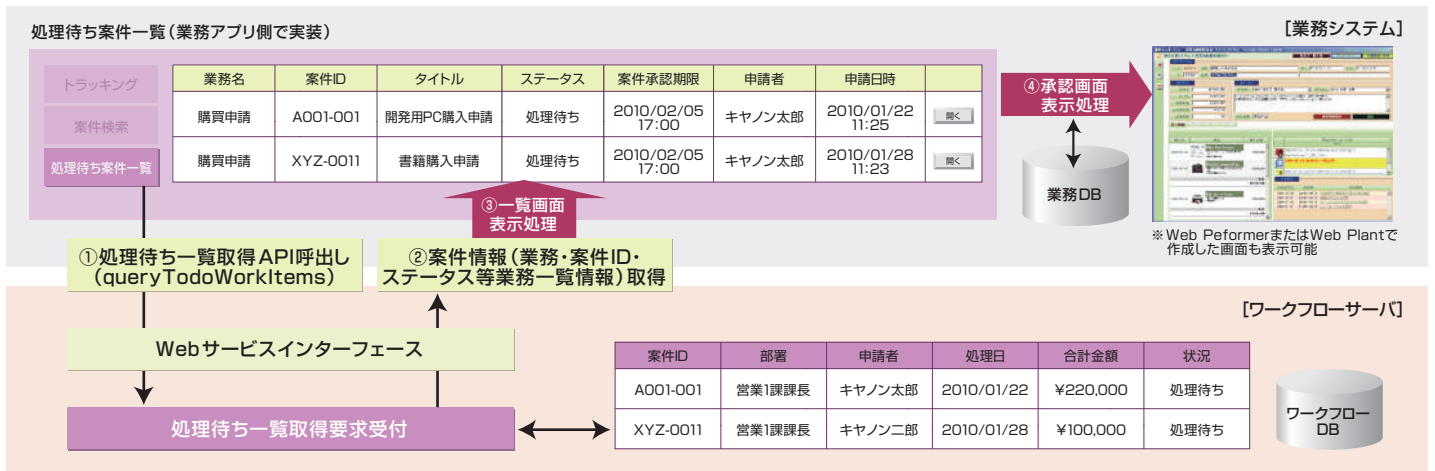 処理待ち案件一覧（業務アプリ側で実装）
［業務システム］
トラッキング
案件検索
処理待ち案件一覧
業務名 案件ID タイトル ステータス 案件承認期限 申請者 申請日時
購買申請 A001-001 開発用PC購入申請 処理待ち 2010/02/05 17:00 キヤノン太郎 2010/01/22 11:25 開く
購買申請 XYZ-0011 書籍購入申請 処理待ち 2010/02/05 17:00 キヤノン太郎 2010/01/28 11:23 開く
④承認画面
表示処理
業務DB
※Web PeformerまたはWeb Plantで
作成した画面も表示可能
③一覧画面
表示処理
①処理待ち一覧取得API呼出し
（queryTodoWorkItems）
②案件情報（業務・案件ID・
ステータス等業務一覧情報）取得
［ワークフローサーバ］
Webサービスインターフェース
処理待ち一覧取得要求受付
案件ID 部署 申請者 処理日 合計金額 状況
A001-001 営業1課課長 キヤノン太郎 2010/01/22 ¥220,000 処理待ち
XYZ-0011 営業1課課長 キヤノン二郎 2010/01/28 ¥100,000 処理待ち
ワークフロー
DB